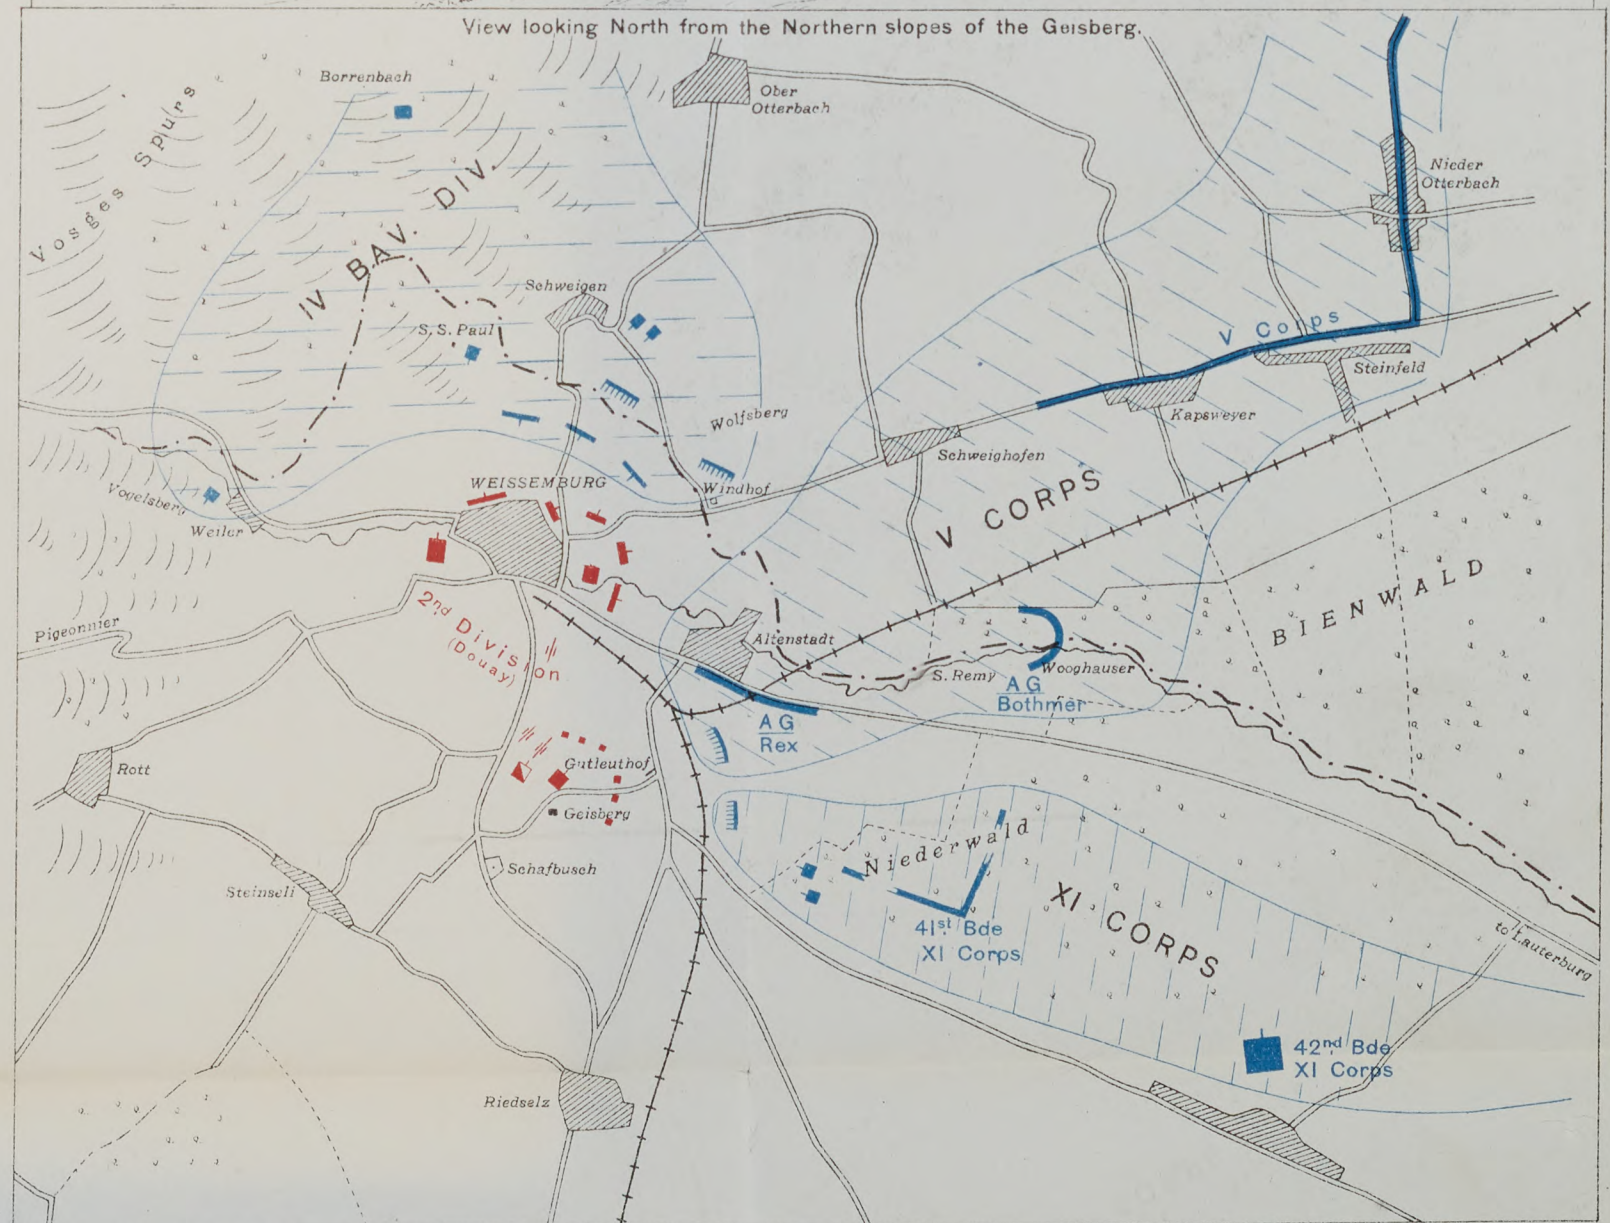 View looking North from the Northern slopes of the Geisberg.
Borrenbach
Ober
Otterbach
Vosges Spurs
Nieder
Otterbach
IV BAV. DIV.
Schweigen
S.S. Paul
V Corps
Steinfeld
Wolfsberg
Kapsweyer
Schweighofen
WEISSEMBURG
Windhof
Vogelsberg
Weiler
V CORPS
BIENWALD
2nd Division
(Douay)
Pigeonnier
Altenstadt
S. Remy
Wooghauser
AG
Bothmer
AG
Rex
Rott
Gutleuthof
Geisberg
Niederwald
Schafbusch
Steinseli
XI CORPS
41st Bde
XI Corps
to Lauterburg
42nd Bde
XI Corps
Riedselz